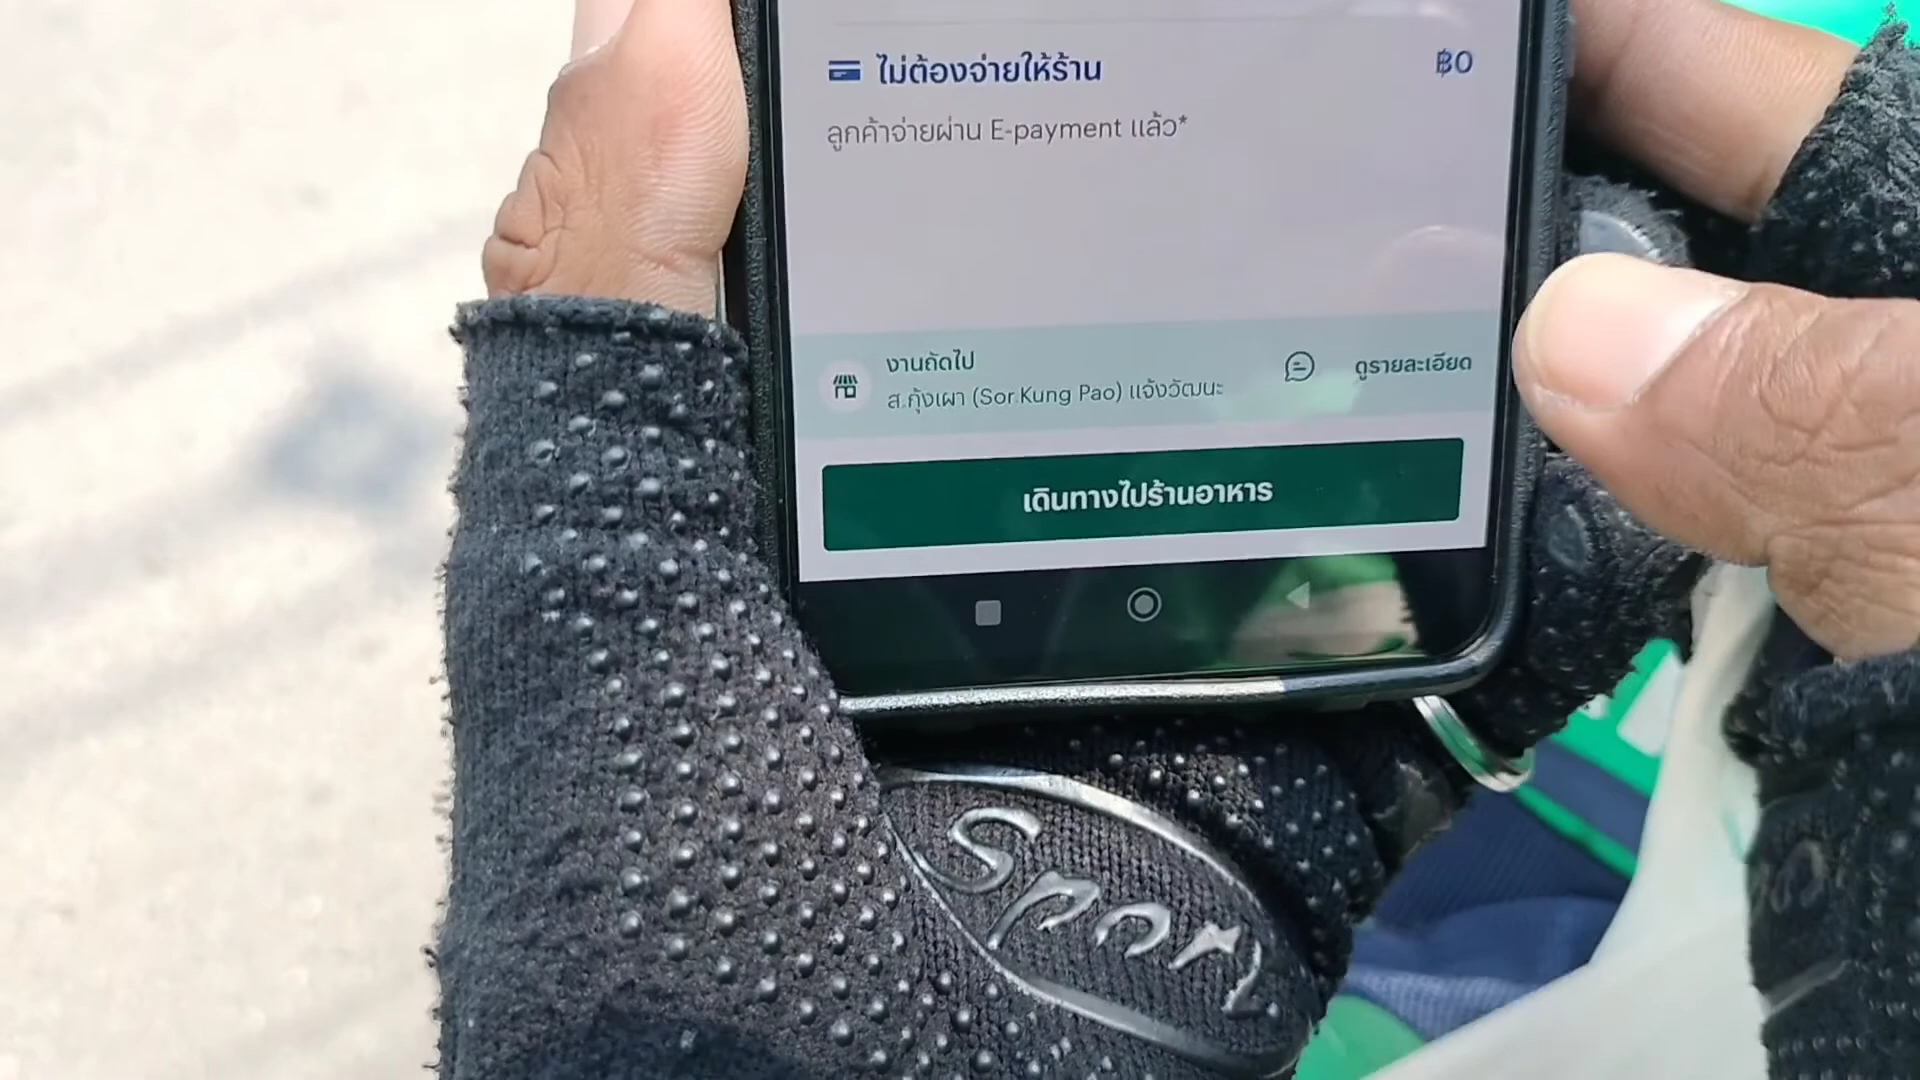 ไม่ต้องจ่ายให้ร้าน ฿0
ลูกค้าจ่ายผ่าน E-payment แล้ว*
งานถัดไป
ส.กุ้งเผา (Sor.Kung Pao) แจ้งวัฒนะ
ดูรายละเอียด
เดินทางไปร้านอาหาร
Sport